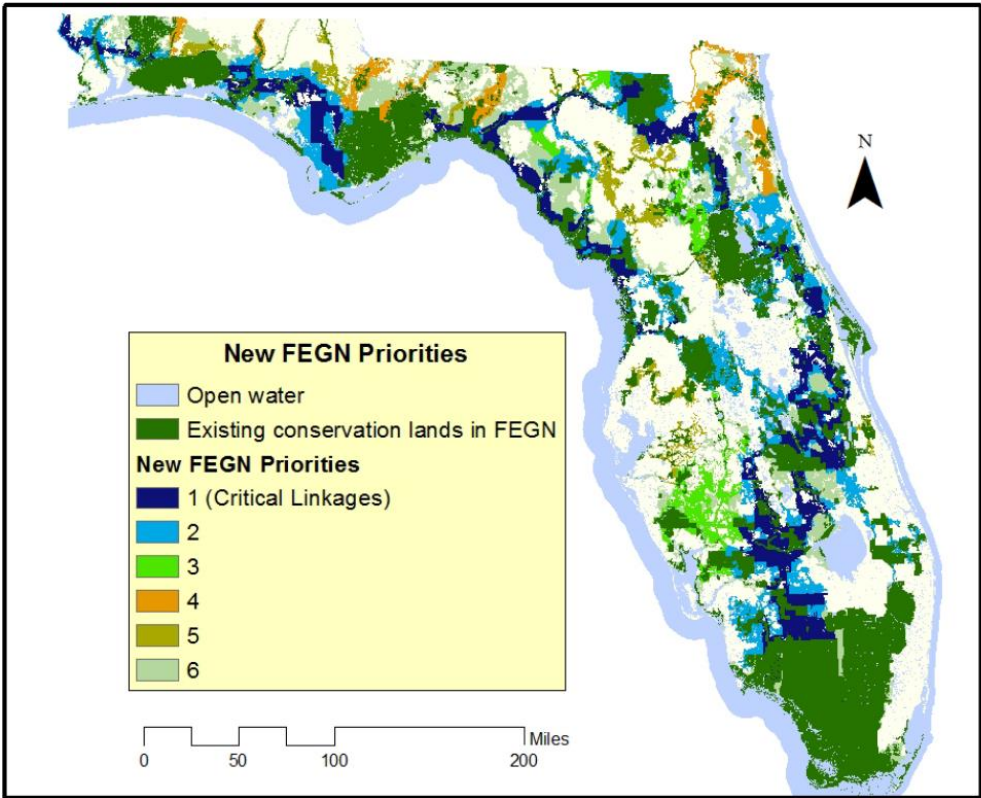 N
New FEGN Priorities
Open water
Existing conservation lands in FEGN
New FEGN Priorities
1 (Critical Linkages)
2
3
4
5
6
Miles
0 50 100 200